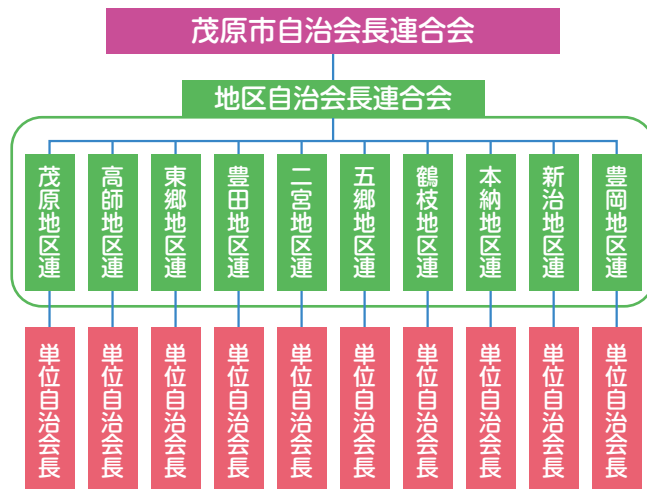 茂原市自治会長連合会
地区自治会長連合会
茂原地区連
高師地区連
東郷地区連
豊田地区連
二宮地区連
五郷地区連
鶴枝地区連
本納地区連
新治地区連
豊岡地区連
単位自治会長
単位自治会長
単位自治会長
単位自治会長
単位自治会長
単位自治会長
単位自治会長
単位自治会長
単位自治会長
単位自治会長